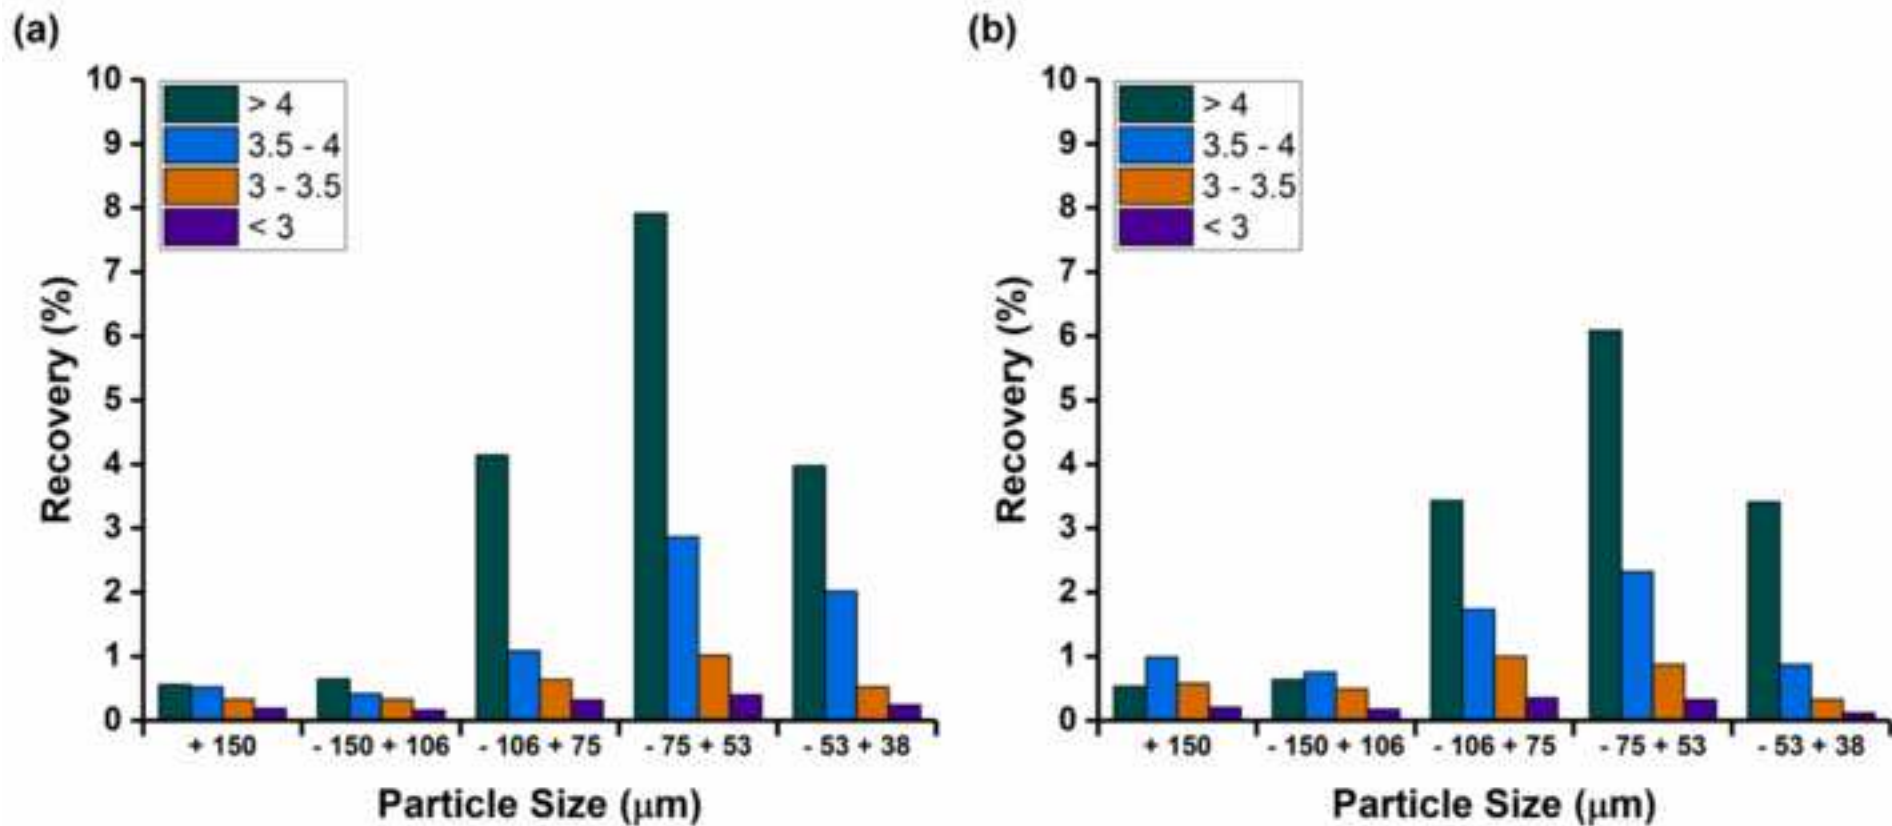 (a)
10
9
8
7
6
5
4
3
2
1
0
> 4
3.5 - 4
3 - 3.5
< 3
Recovery (%)
+ 150
- 150 + 106
- 106 + 75
- 75 + 53
- 53 + 38
Particle Size (μm)
(b)
10
9
8
7
6
5
4
3
2
1
0
> 4
3.5 - 4
3 - 3.5
< 3
Recovery (%)
+ 150
- 150 + 106
- 106 + 75
- 75 + 53
- 53 + 38
Particle Size (μm)